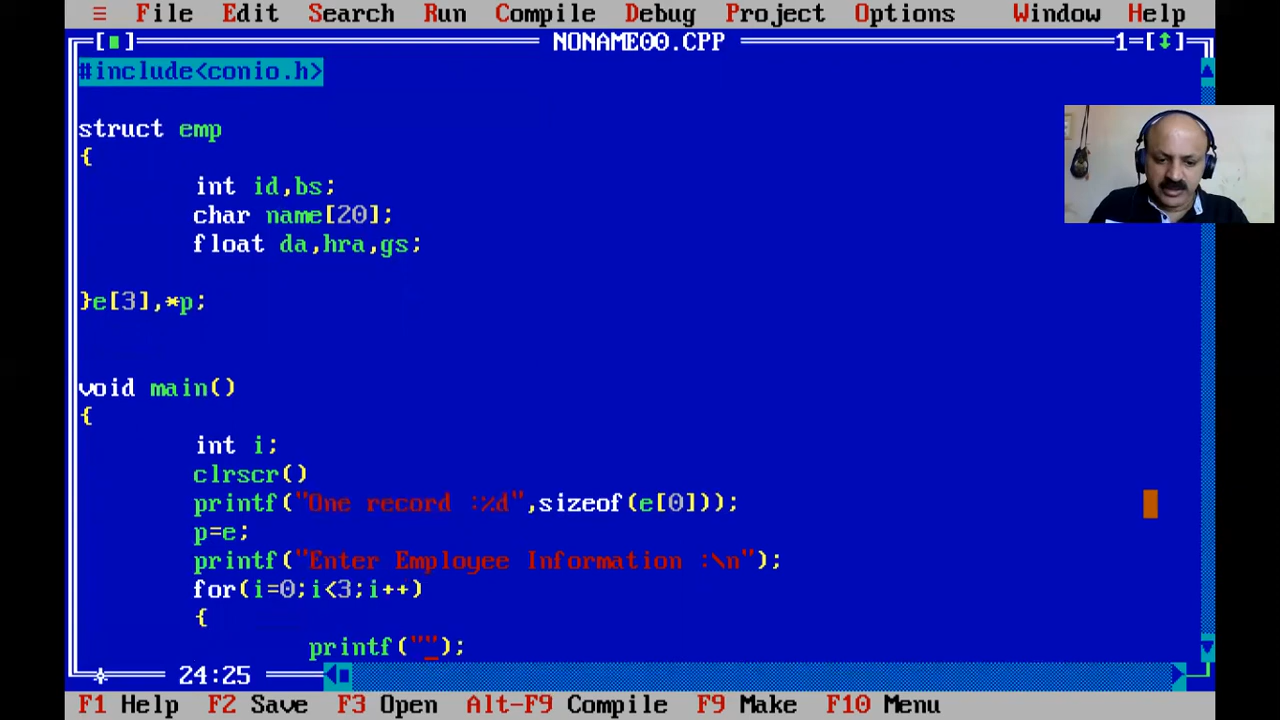 ≡ File Edit Search Run Compile Debug Project Options Window Help
[■] NONAME00.CPP 1=[↕]
#include<conio.h>
struct emp
{
int id,bs;
char name[20];
float da,hra,gs;
}e[3],*p;
void main()
{
int i;
clrscr()
printf("One record :%d",sizeof(e[0]));
p=e;
printf("Enter Employee Information :\n");
for(i=0;i<3;i++)
{
printf("");
24:25
F1 Help F2 Save F3 Open Alt-F9 Compile F9 Make F10 Menu